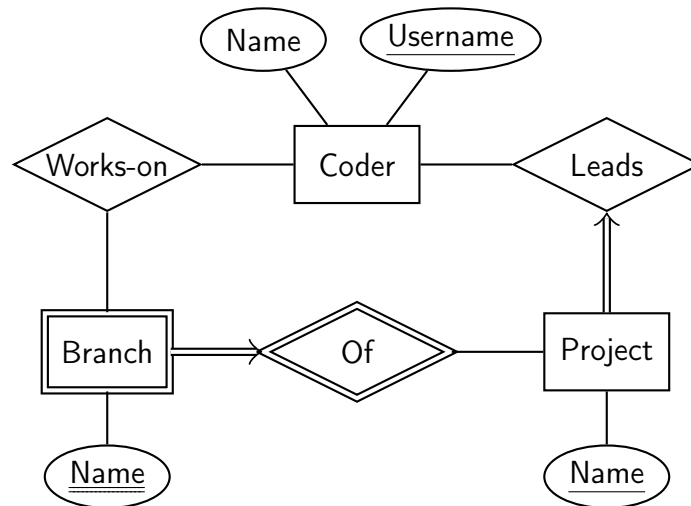 Name
Username
Works-on
Coder
Leads
Branch
Of
Project
Name
Name